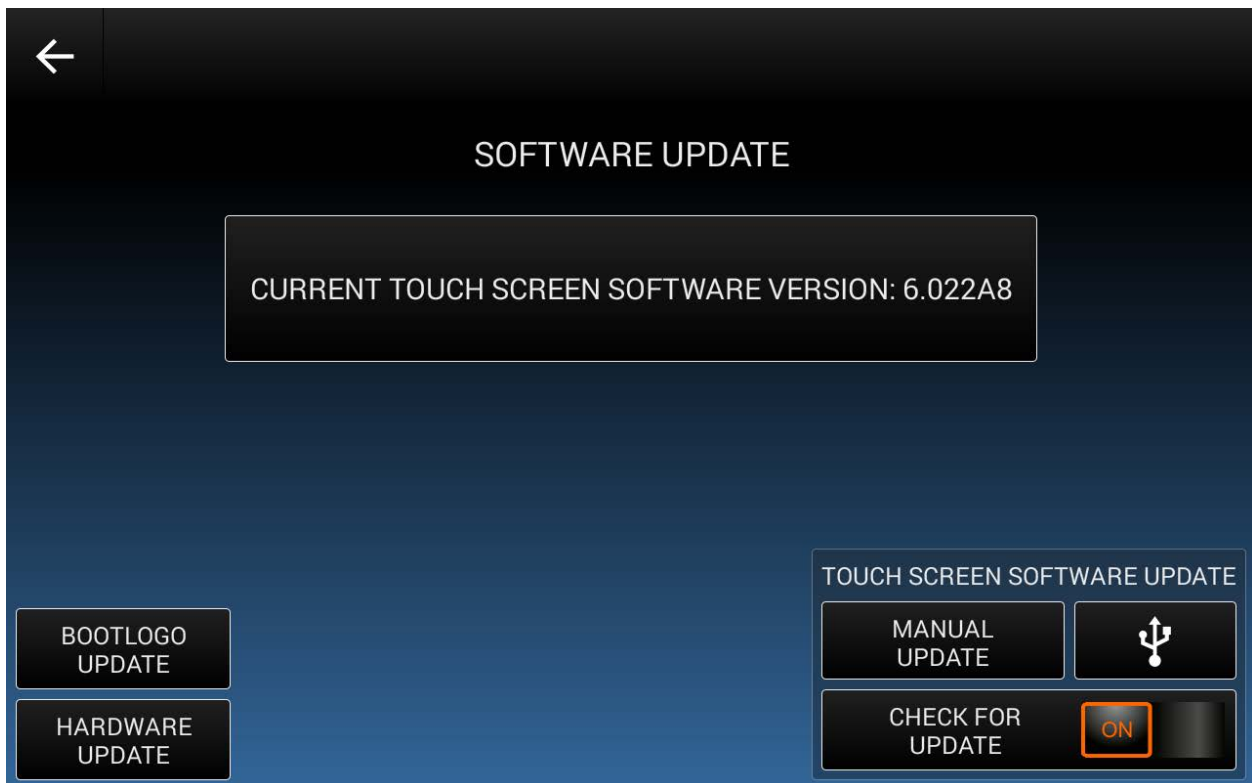 SOFTWARE UPDATE
CURRENT TOUCH SCREEN SOFTWARE VERSION: 6.022A8
TOUCH SCREEN SOFTWARE UPDATE
BOOTLOGO
UPDATE
MANUAL
UPDATE
HARDWARE
UPDATE
CHECK FOR
UPDATE
ON